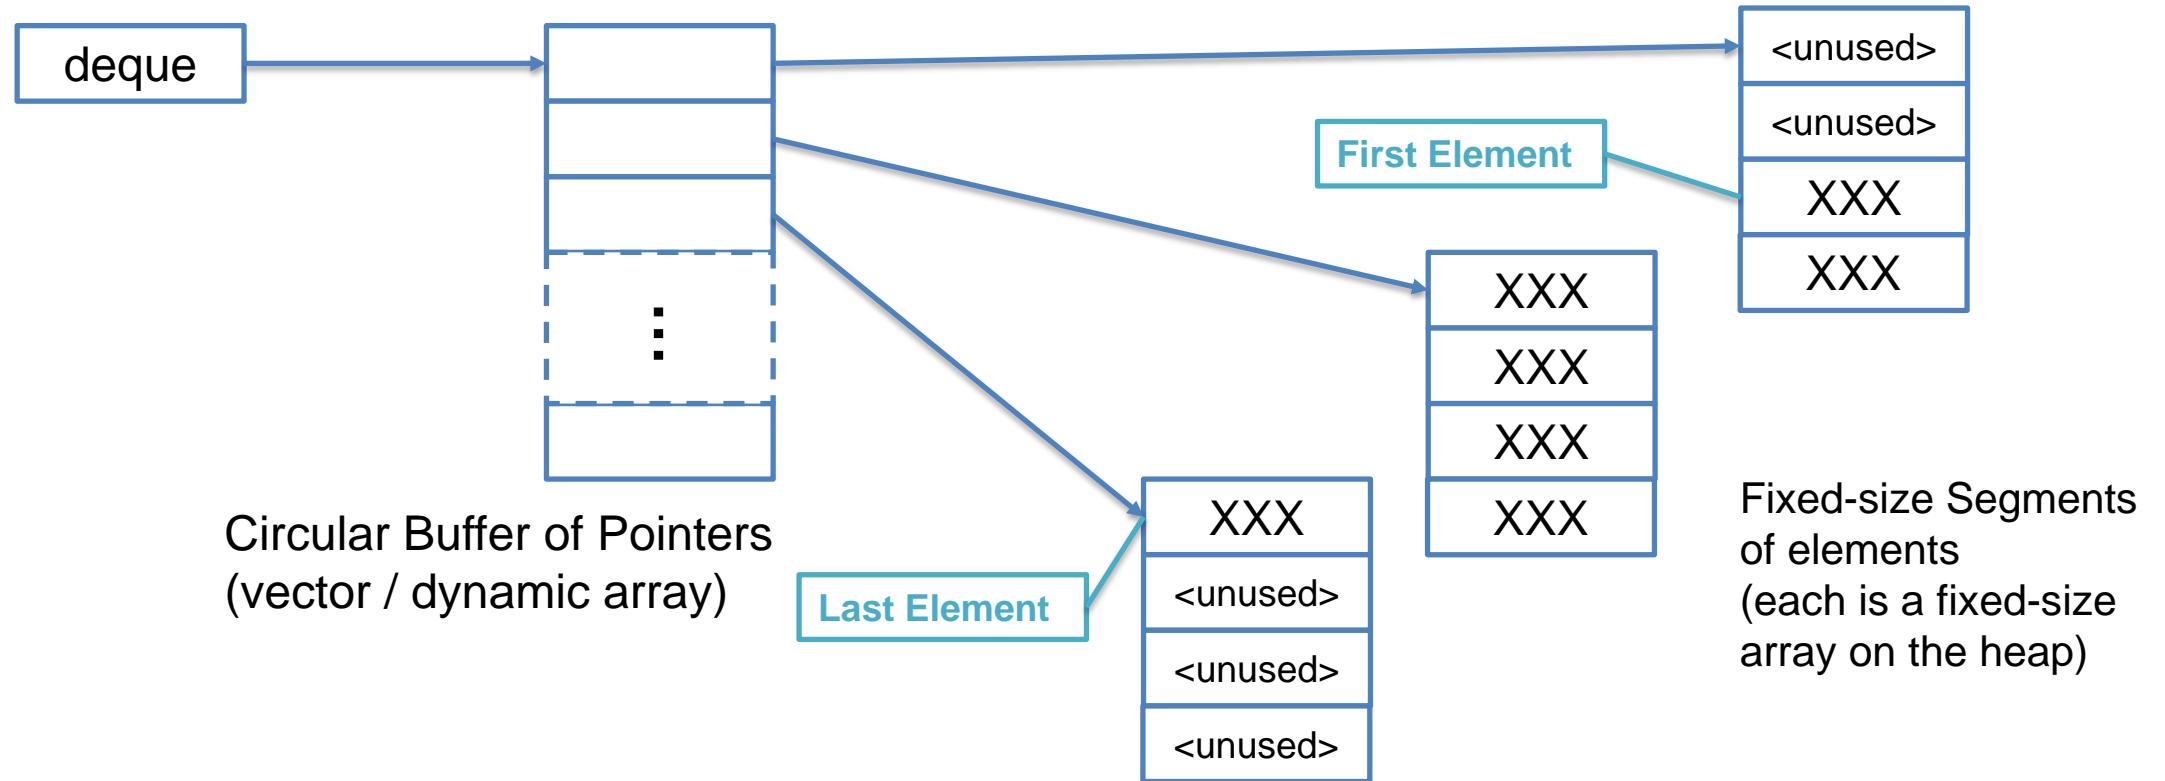 deque
<unused>
<unused>
First Element
XXX
XXX
XXX
XXX
XXX
XXX
⋮
Circular Buffer of Pointers
(vector / dynamic array)
Last Element
XXX
<unused>
<unused>
<unused>
Fixed-size Segments
of elements
(each is a fixed-size
array on the heap)